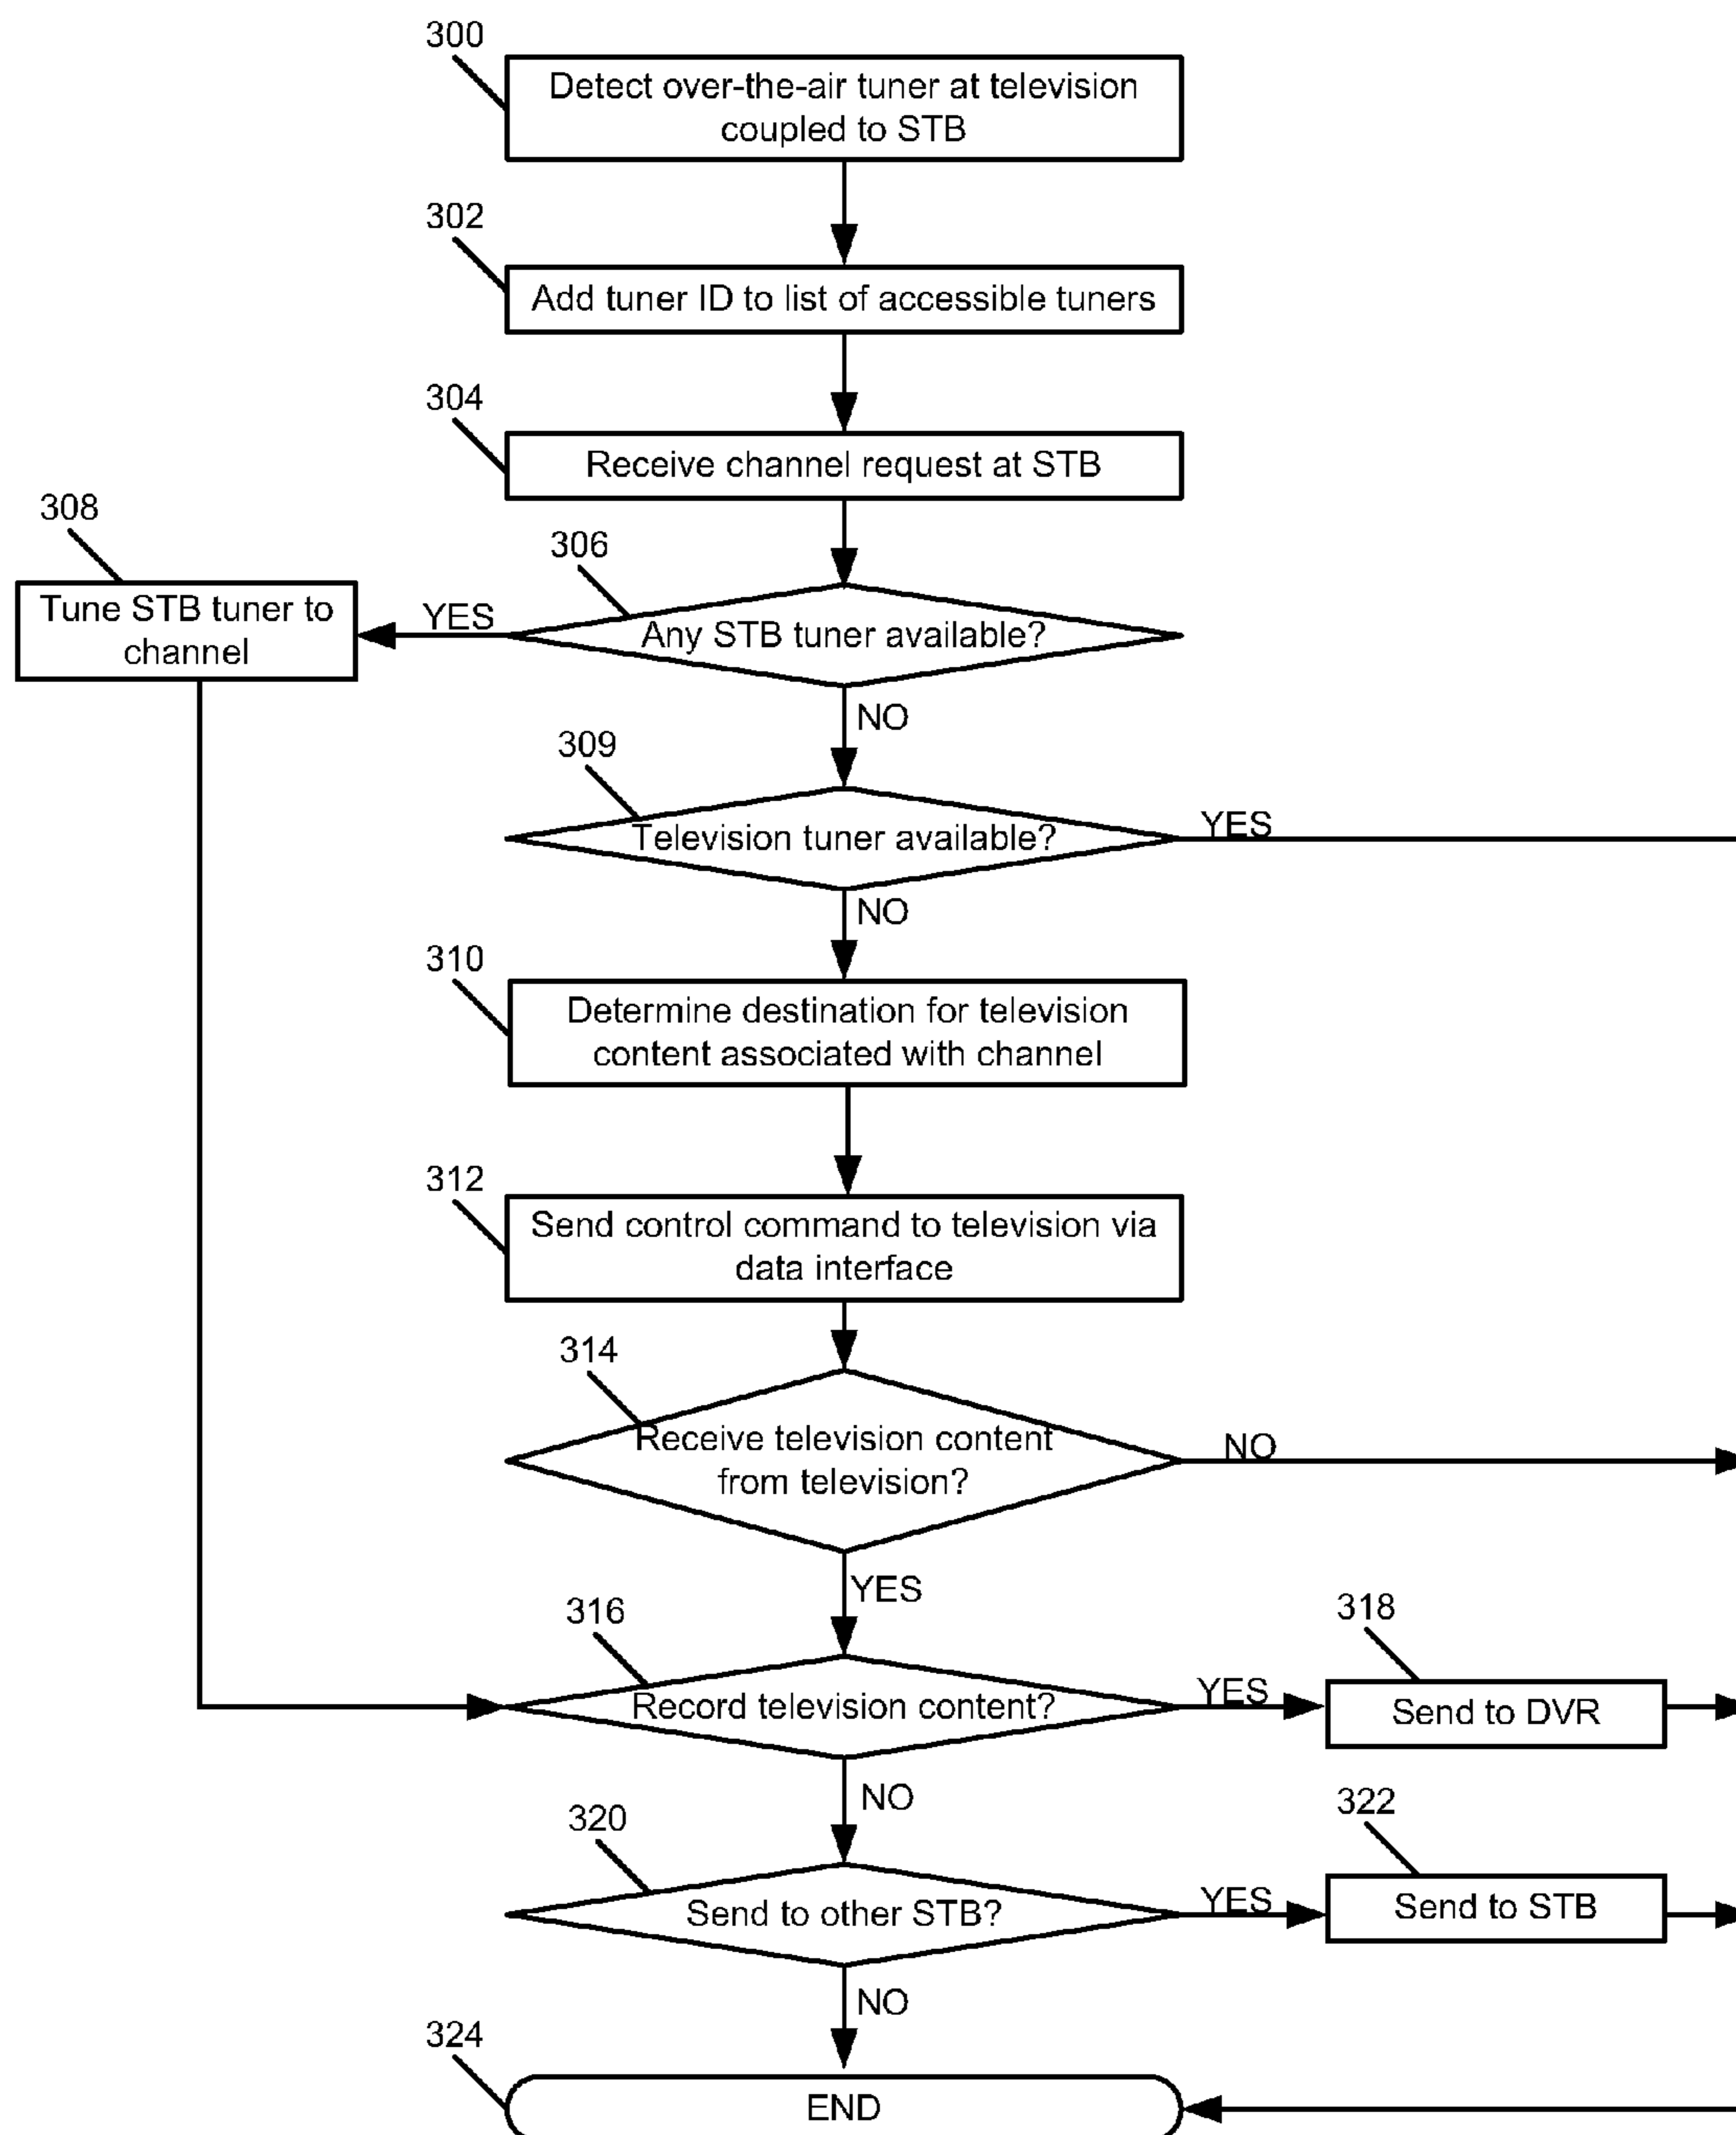 300
Detect over-the-air tuner at television
coupled to STB
302
Add tuner ID to list of accessible tuners
304
Receive channel request at STB
308
Tune STB tuner to
channel
306
YES
Any STB tuner available?
NO
309
Television tuner available?
YES
NO
310
Determine destination for television
content associated with channel
312
Send control command to television via
data interface
314
Receive television content
from television?
NO
YES
316
Record television content?
YES
318
Send to DVR
NO
320
Send to other STB?
YES
322
Send to STB
NO
324
END